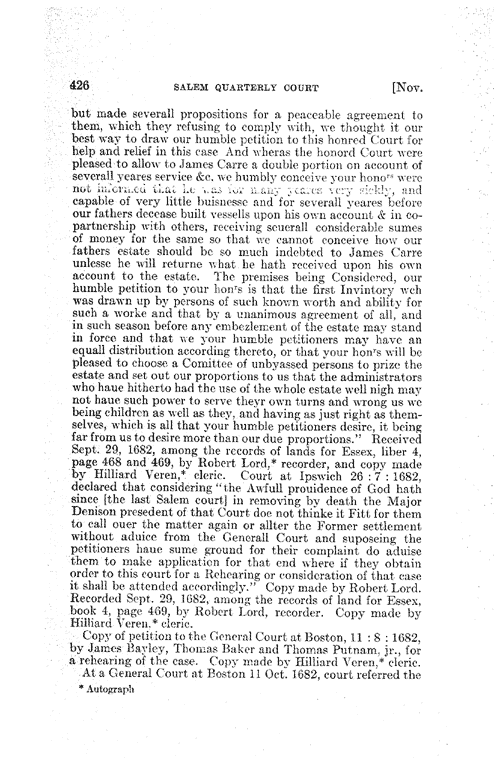 426 SALEM QUARTERLY COURT [Nov.
but made severall propositions for a peaceable agreement to
them, which they refusing to comply with, we thought it our
best way to draw our humble petition to this honred Court for
help and relief in this case And wheras the honord Court were
pleased to allow to James Carre a double portion on account of
severall yeares service &c. we humbly conceive your honors were
not informed that he was for many yeares very sickly, and
capable of very little buisnesse and for severall yeares before
our fathers decease built vessells upon his own account & in co-
partnership with others, receiving seuerall considerable sumes
of money for the same so that we cannot conceive how our
fathers estate should be so much indebted to James Carre
unlesse he will returne what he hath received upon his own
account to the estate. The premises being Considered, our
humble petition to your honrs is that the first Invintory wch
was drawn up by persons of such known worth and ability for
such a worke and that by a unanimous agreement of all, and
in such season before any embezlement of the estate may stand
in force and that we your humble petitioners may have an
equall distribution according thereto, or that your honrs will be
pleased to choose a Comittee of unbyassed persons to prize the
estate and set out our proportions to us that the administrators
who haue hitherto had the use of the whole estate well nigh may
not haue such power to serve theyr own turns and wrong us we
being children as well as they, and having as just right as them-
selves, which is all that your humble petitioners desire, it being
far from us to desire more than our due proportions." Received
Sept. 29, 1682, among the records of lands for Essex, liber 4,
page 468 and 469, by Robert Lord,* recorder, and copy made
by Hilliard Veren,* cleric. Court at Ipswich 26 : 7 : 1682,
declared that considering "the Awfull prouidence of God hath
since [the last Salem court] in removing by death the Major
Denison presedent of that Court doe not thinke it Fitt for them
to call ouer the matter again or allter the Former settlement
without aduice from the Generall Court and suposeing the
petitioners haue sume ground for their complaint do aduise
them to make application for that end where if they obtain
order to this court for a Rehearing or consideration of that case
it shall be attended accordingly." Copy made by Robert Lord.
Recorded Sept. 29, 1682, among the records of land for Essex,
book 4, page 469, by Robert Lord, recorder. Copy made by
Hilliard Veren,* cleric.
Copy of petition to the General Court at Boston, 11 : 8 : 1682,
by James Bayley, Thomas Baker and Thomas Putnam, jr., for
a rehearing of the case. Copy made by Hilliard Veren,* cleric.
At a General Court at Boston 11 Oct. 1682, court referred the
* Autograph